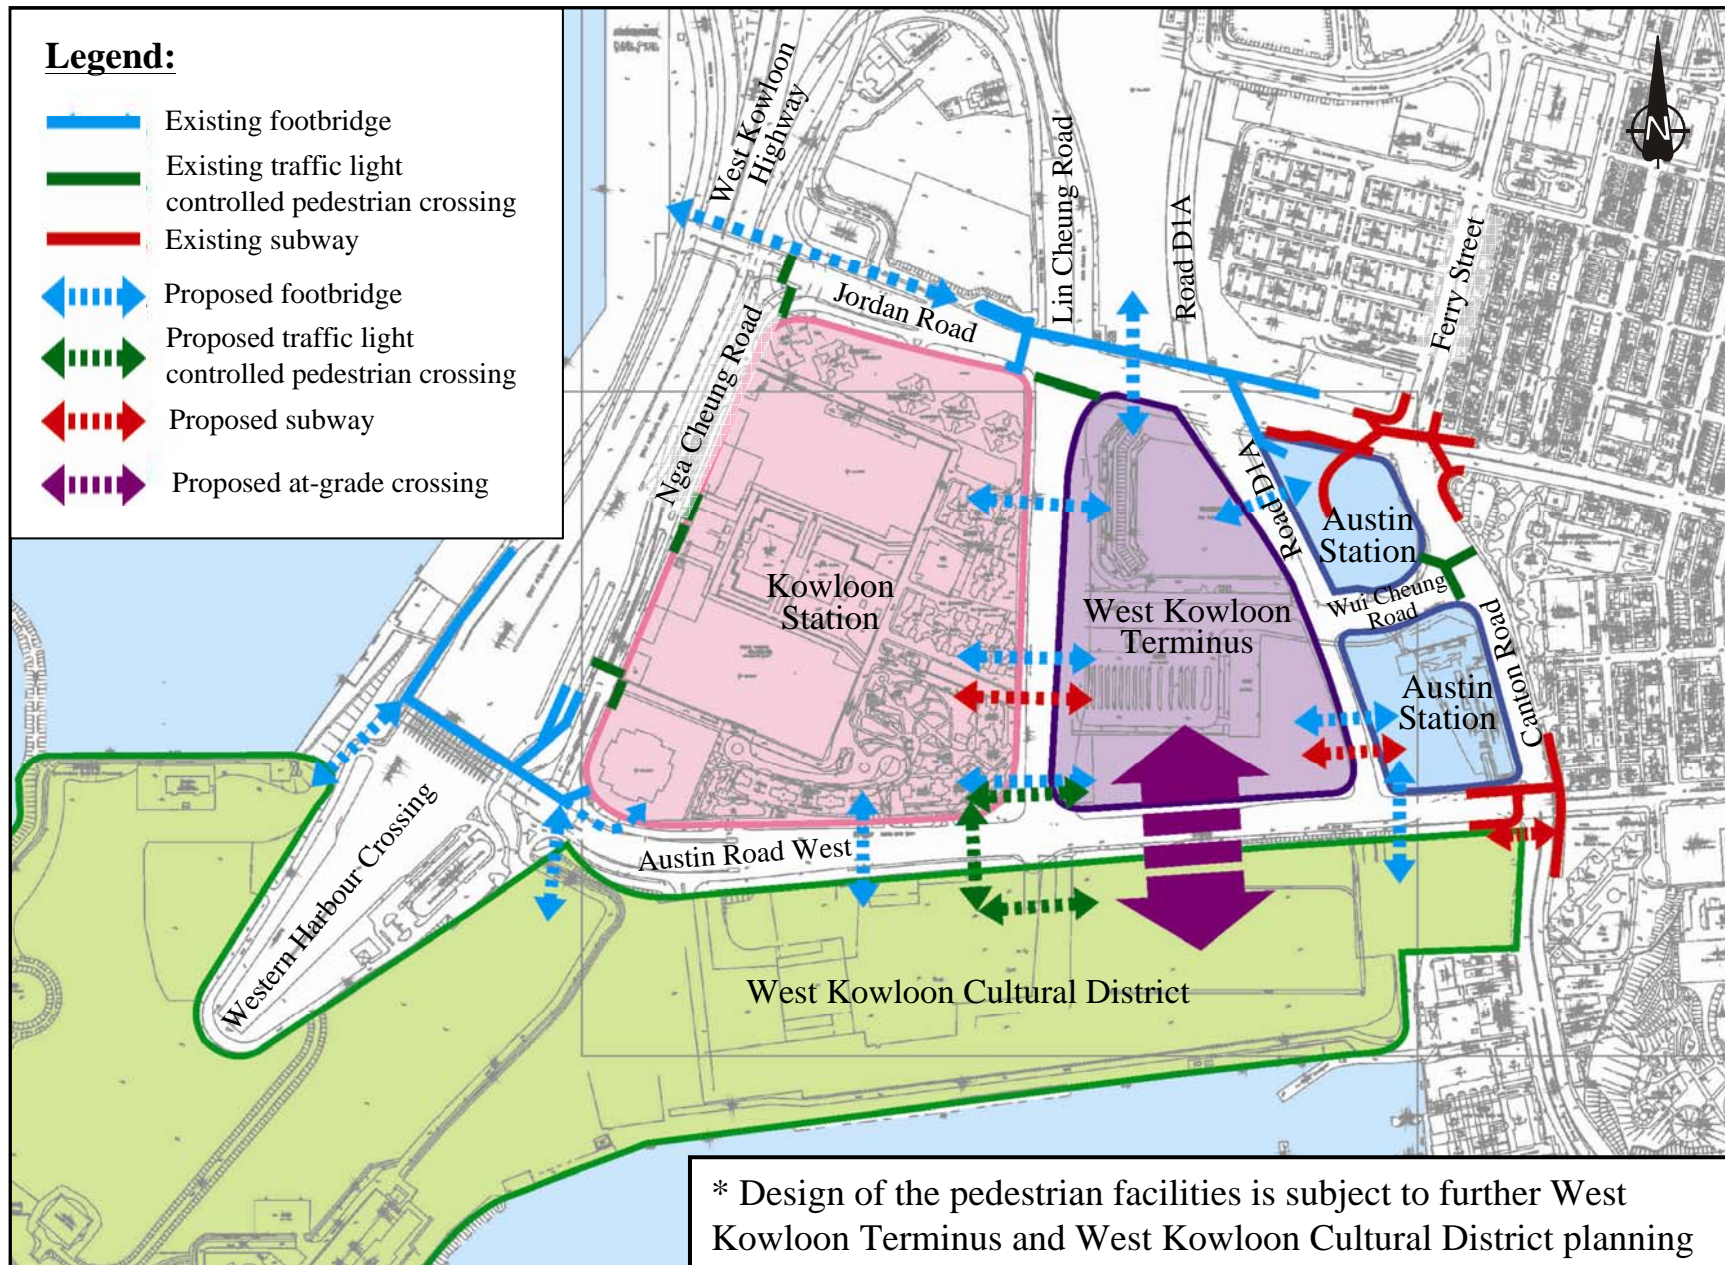 Legend:
Existing footbridge
Existing traffic light
controlled pedestrian crossing
Existing subway
Proposed footbridge
Proposed traffic light
controlled pedestrian crossing
Proposed subway
Proposed at-grade crossing
West Kowloon
Highway
Lin Cheung Road
Road D1A
Ferry Street
N
Jordan Road
Nga Cheung Road
Road D1A
Austin
Station
Kowloon
Station
West Kowloon
Terminus
Wui Cheung
Road
Canton Road
Austin
Station
Austin Road West
Western Harbour Crossing
West Kowloon Cultural District
* Design of the pedestrian facilities is subject to further West
Kowloon Terminus and West Kowloon Cultural District planning